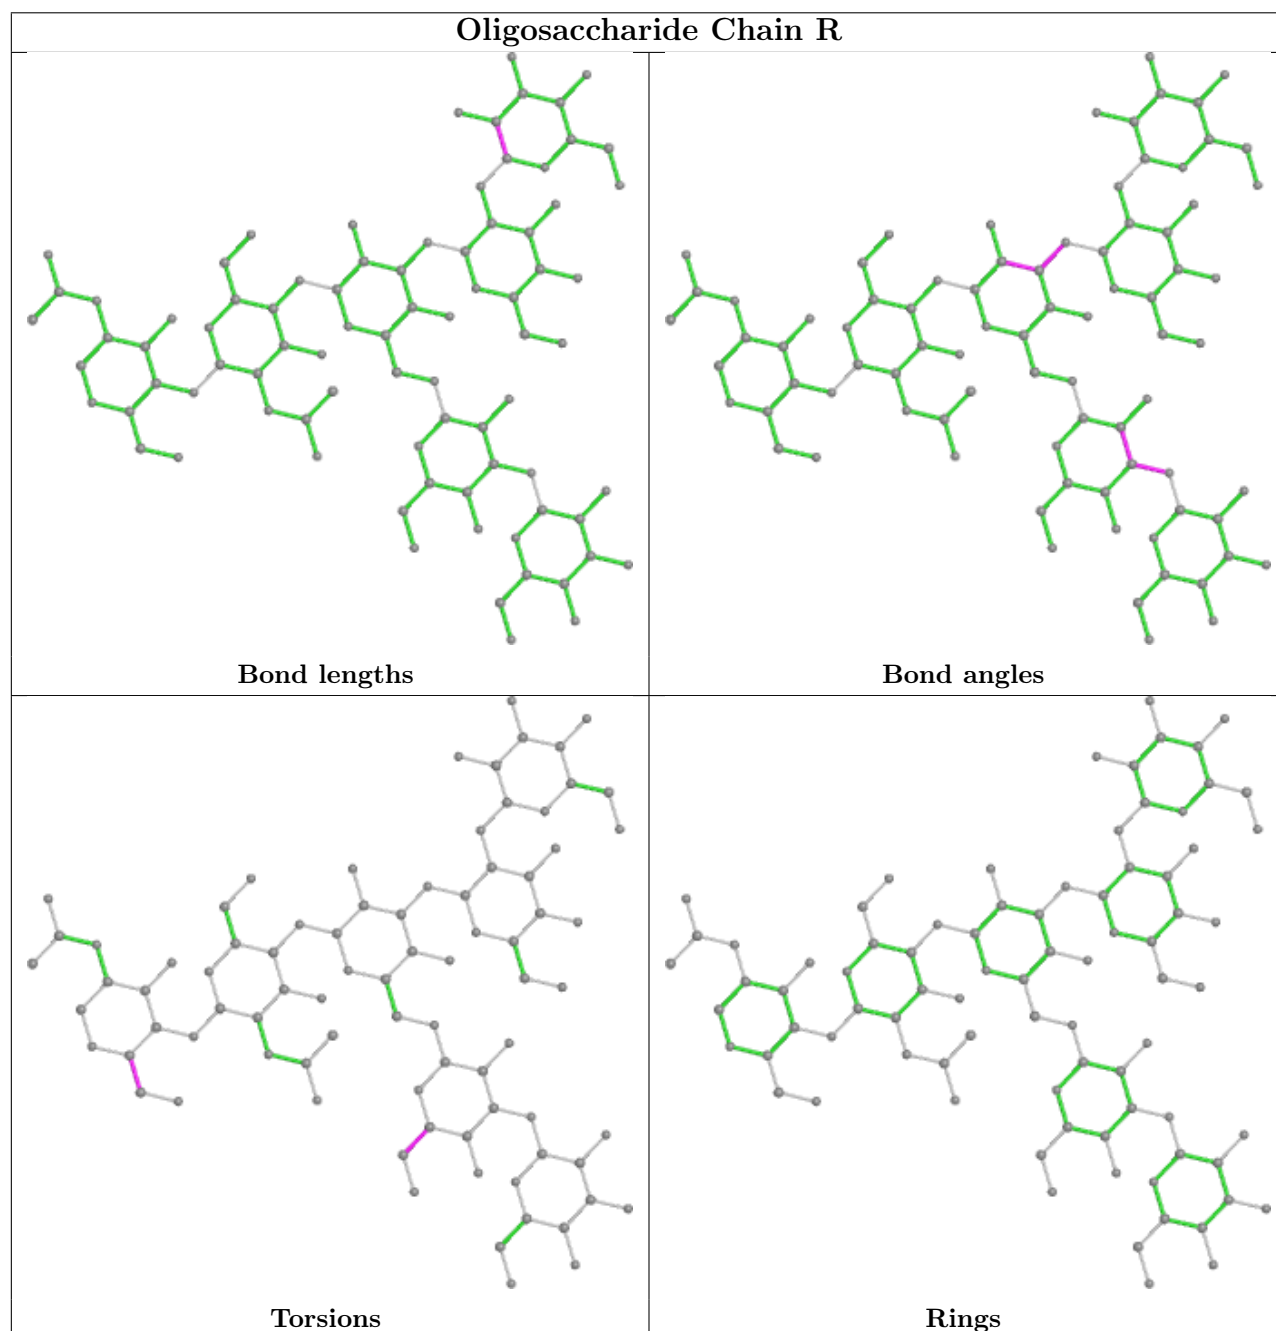 Oligosaccharide Chain R
Bond lengths
Bond angles
Torsions
Rings